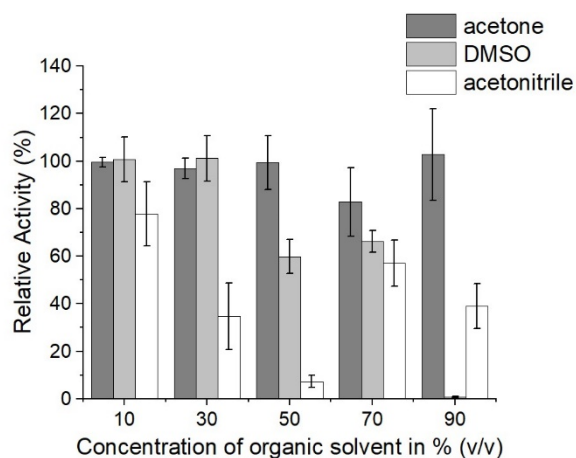 acetone
DMSO
acetonitrile
140
120
100
80
60
40
20
0
Relative Activity (%)
10 30 50 70 90
Concentration of organic solvent in % (v/v)